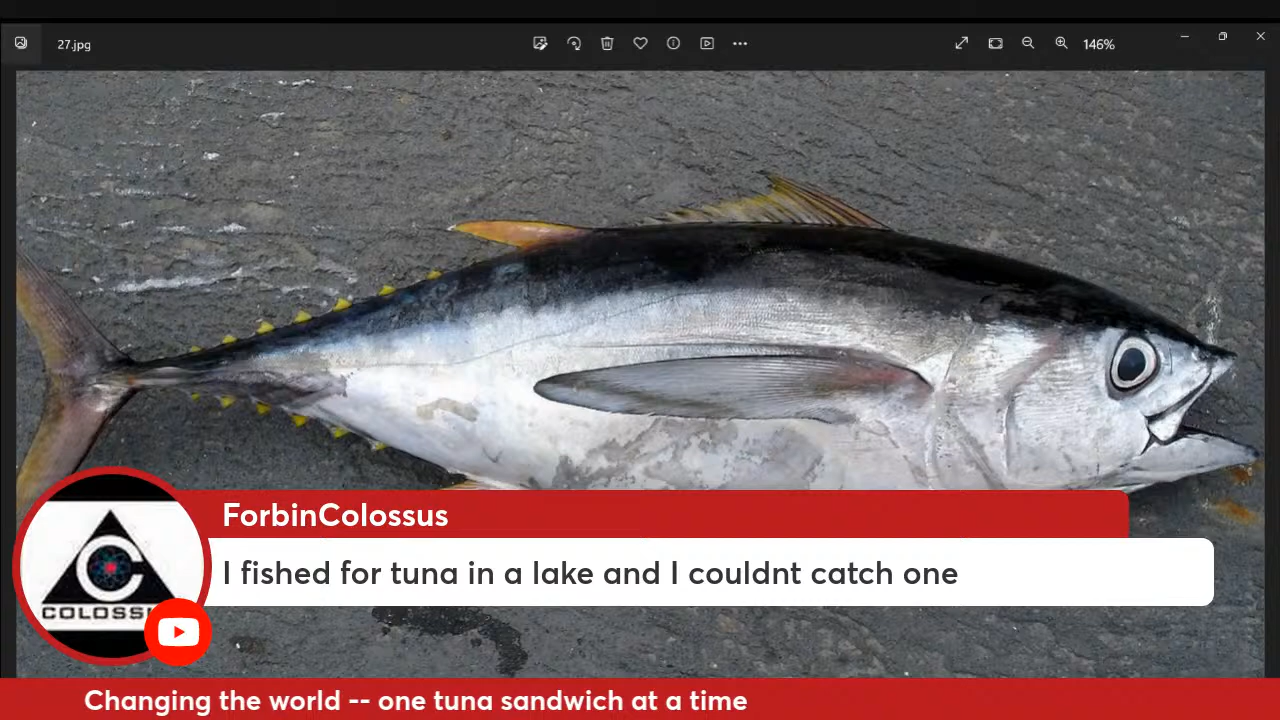 27.jpg
146%
ForbinColossus
I fished for tuna in a lake and I couldnt catch one
Changing the world -- one tuna sandwich at a time